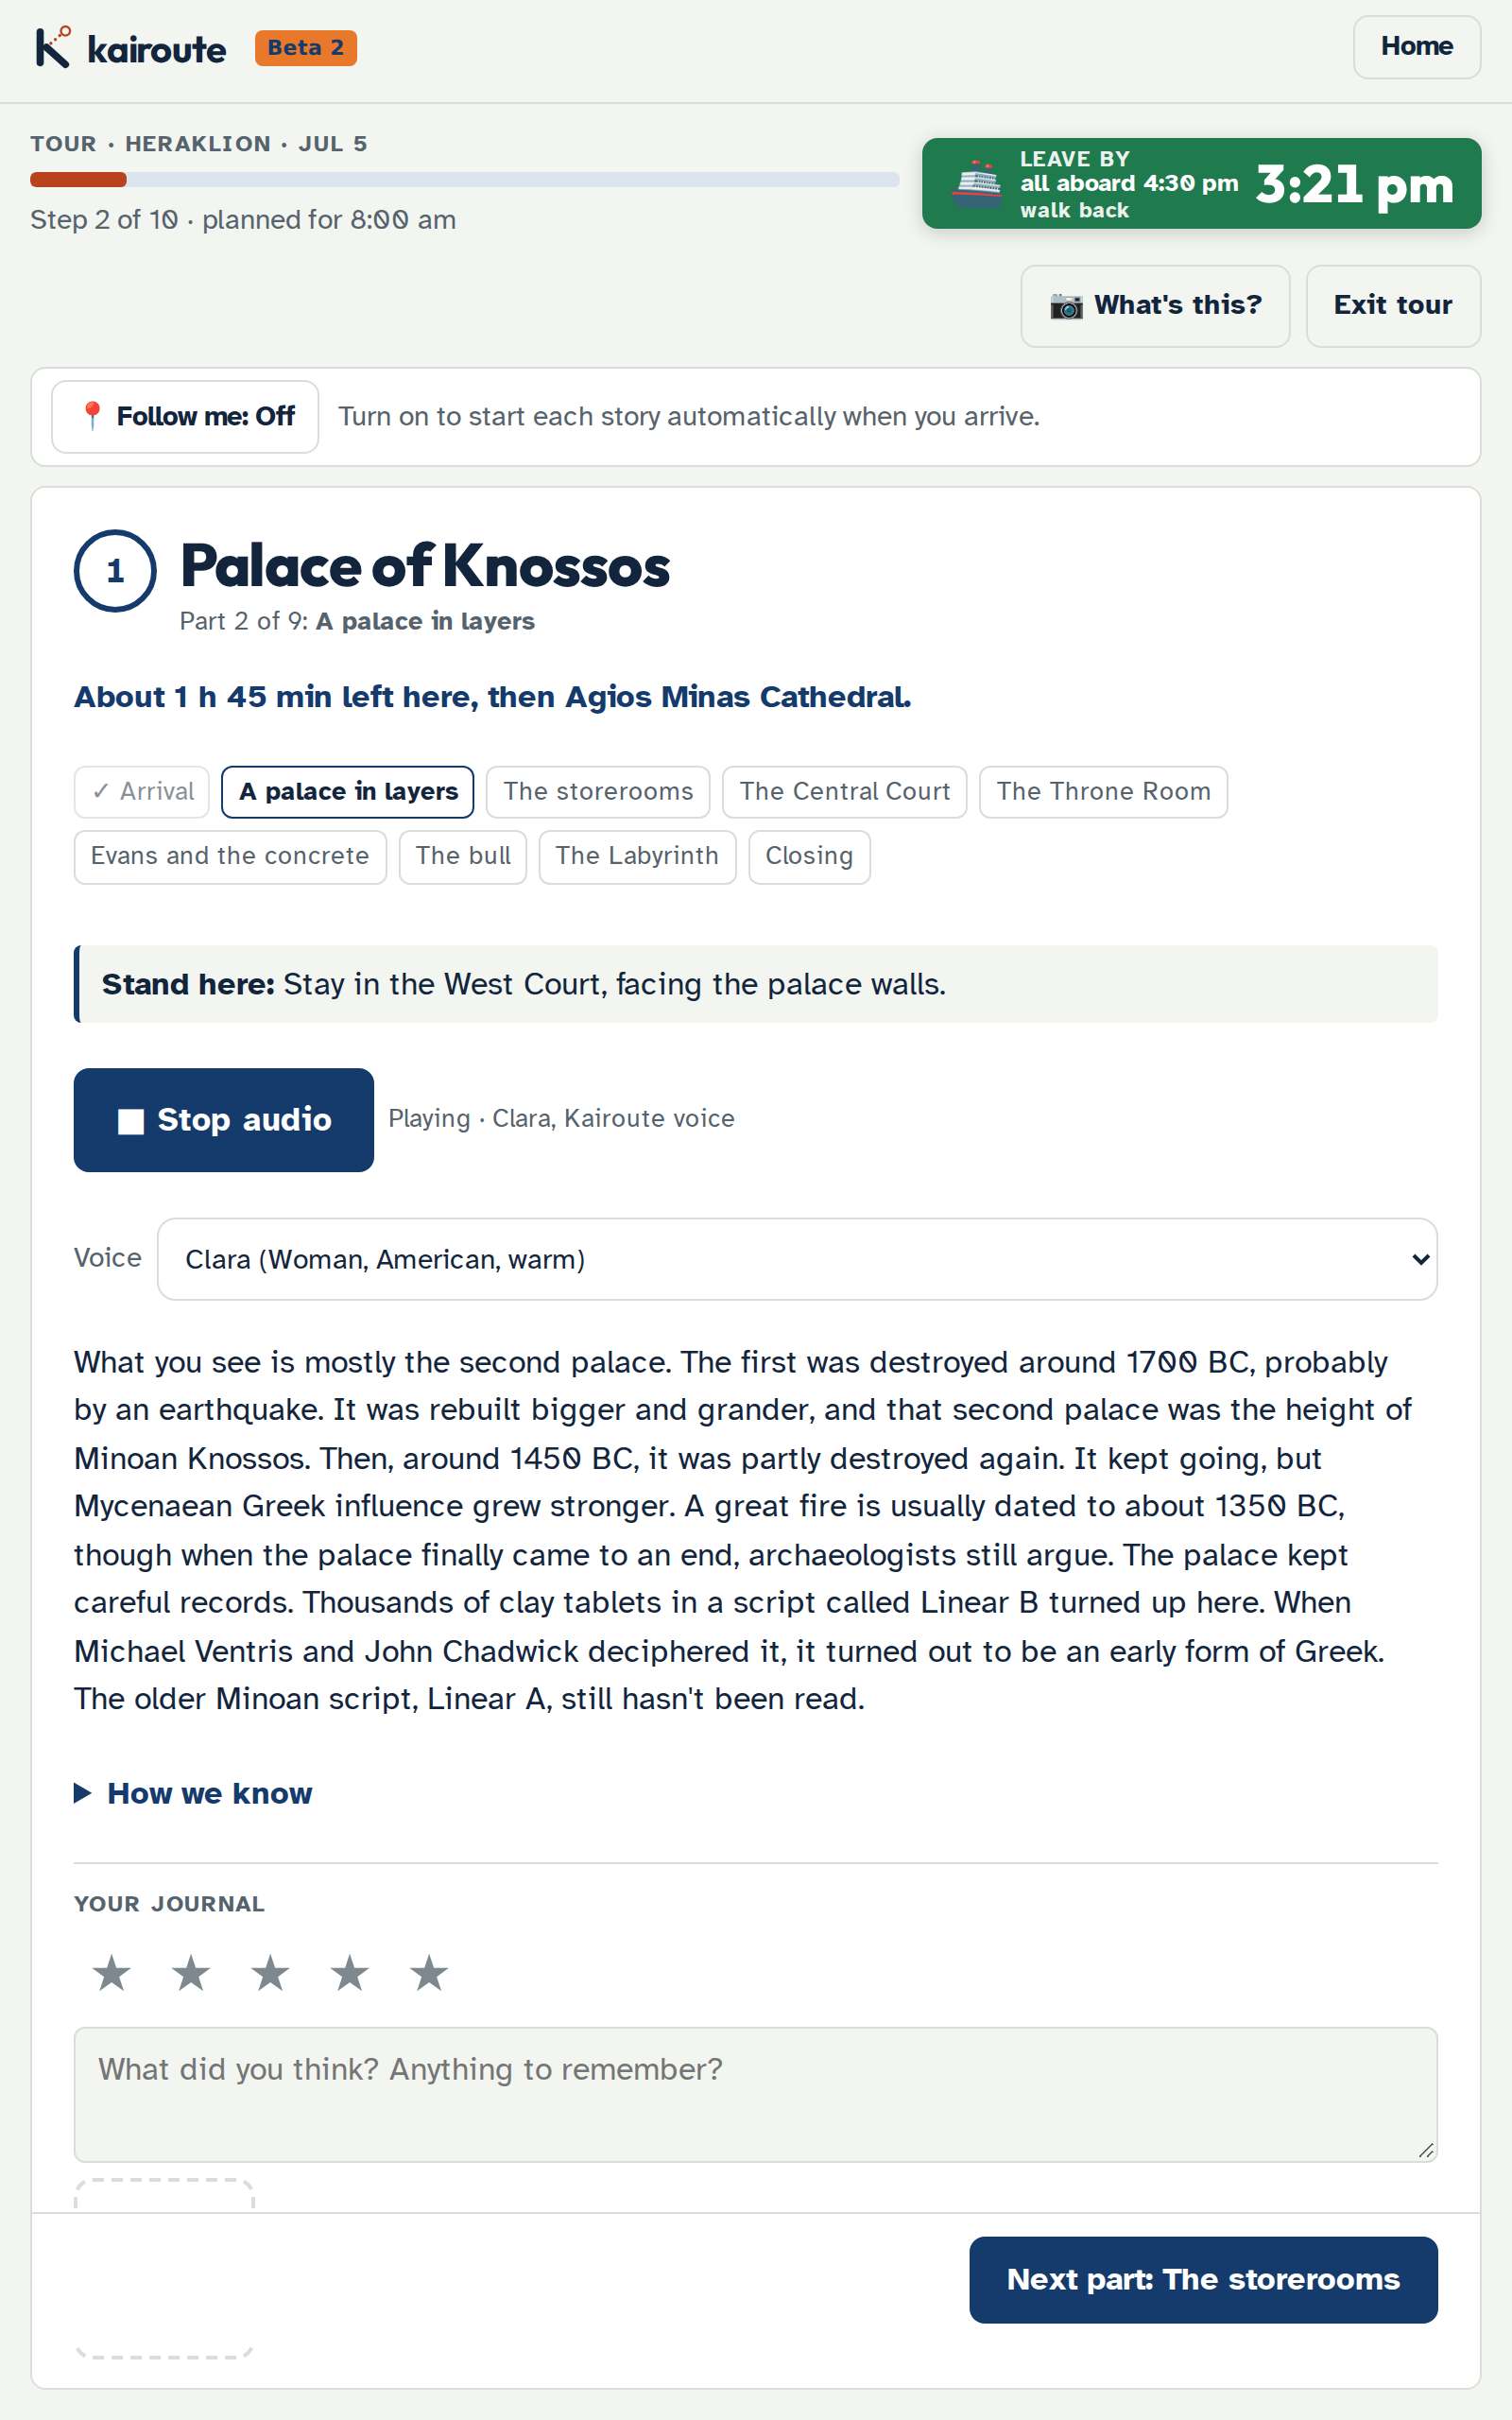 kairoute
Beta 2
Home
TOUR · HERAKLION · JUL 5
Step 2 of 10 · planned for 8:00 am
LEAVE BY
all aboard 4:30 pm
walk back
3:21 pm
What's this?
Exit tour
Follow me: Off
Turn on to start each story automatically when you arrive.
1
Palace of Knossos
Part 2 of 9: A palace in layers
About 1 h 45 min left here, then Agios Minas Cathedral.
✓ Arrival
A palace in layers
The storerooms
The Central Court
The Throne Room
Evans and the concrete
The bull
The Labyrinth
Closing
Stand here: Stay in the West Court, facing the palace walls.
Stop audio
Playing · Clara, Kairoute voice
Voice
Clara (Woman, American, warm)
What you see is mostly the second palace. The first was destroyed around 1700 BC, probably
by an earthquake. It was rebuilt bigger and grander, and that second palace was the height of
Minoan Knossos. Then, around 1450 BC, it was partly destroyed again. It kept going, but
Mycenaean Greek influence grew stronger. A great fire is usually dated to about 1350 BC,
though when the palace finally came to an end, archaeologists still argue. The palace kept
careful records. Thousands of clay tablets in a script called Linear B turned up here. When
Michael Ventris and John Chadwick deciphered it, it turned out to be an early form of Greek.
The older Minoan script, Linear A, still hasn't been read.
How we know
YOUR JOURNAL
What did you think? Anything to remember?
Next part: The storerooms